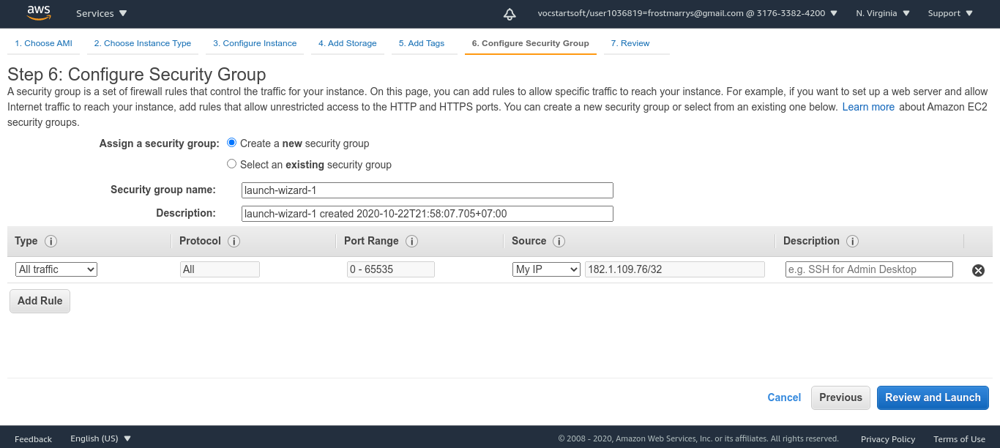 aws Services vocstartsoft/user1036819=frostmarrys@gmail.com @ 3176-3382-4200 N. Virginia Support
1. Choose AMI 2. Choose Instance Type 3. Configure Instance 4. Add Storage 5. Add Tags 6. Configure Security Group 7. Review
Step 6: Configure Security Group
A security group is a set of firewall rules that control the traffic for your instance. On this page, you can add rules to allow specific traffic to reach your instance. For example, if you want to set up a web server and allow
Internet traffic to reach your instance, add rules that allow unrestricted access to the HTTP and HTTPS ports. You can create a new security group or select from an existing one below. Learn more about Amazon EC2
security groups.
Assign a security group: Create a new security group
Select an existing security group
Security group name: launch-wizard-1
Description: launch-wizard-1 created 2020-10-22T21:58:07.705+07:00
Type i Protocol i Port Range i Source i Description i
All traffic All 0 - 65535 My IP 182.1.109.76/32 e.g. SSH for Admin Desktop
Add Rule
Cancel Previous Review and Launch
Feedback English (US) © 2008 - 2020, Amazon Web Services, Inc. or its affiliates. All rights reserved. Privacy Policy Terms of Use